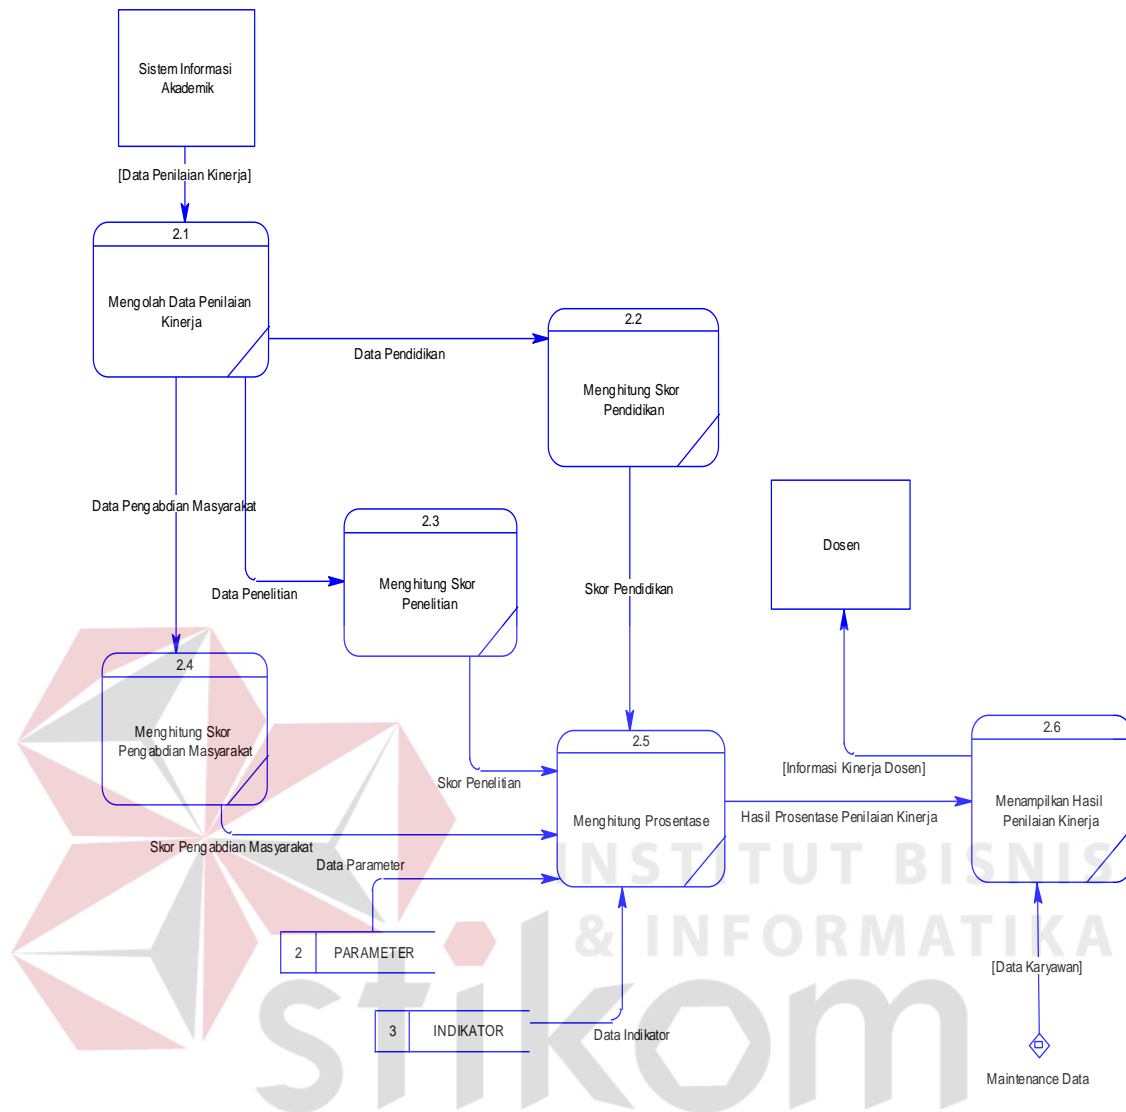 Sistem Informasi
Akademik
[Data Penilaian Kinerja]
2.1
Mengolah Data Penilaian
Kinerja
2.2
Data Pendidikan
Menghitung Skor
Pendidikan
Data Pengabdian Masyarakat
2.3
Dosen
Menghitung Skor
Penelitian
Data Penelitian
Skor Pendidikan
2.4
Menghitung Skor
Pengabdian Masyarakat
2.5
2.6
[Informasi Kinerja Dosen]
Skor Penelitian
Menampilkan Hasil
Penilaian Kinerja
Menghitung Prosentase
Hasil Prosentase Penilaian Kinerja
Skor Pengabdian Masyarakat
Data Parameter
INSTITUT BISNIS
& INFORMATIKA
2 PARAMETER
[Data Karyawan]
stikom
3 INDIKATOR
Data Indikator
Maintenance Data